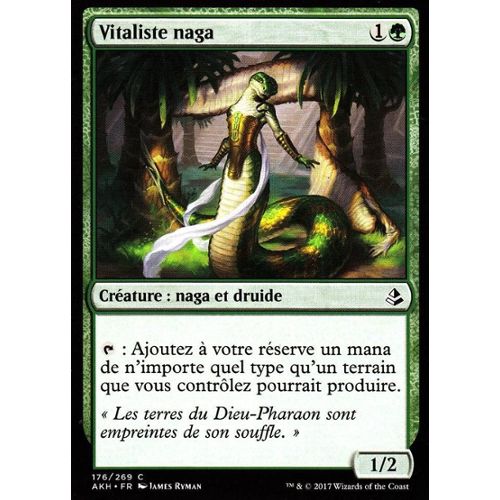 Vitaliste naga 1
Créature : naga et druide
: Ajoutez à votre réserve un mana
de n'importe quel type qu'un terrain
que vous contrôlez pourrait produire.
« Les terres du Dieu-Pharaon sont
empreintes de son souffle. »
1/2
176/269 C
AKH • FR James Ryman
™ & © 2017 Wizards of the Coast